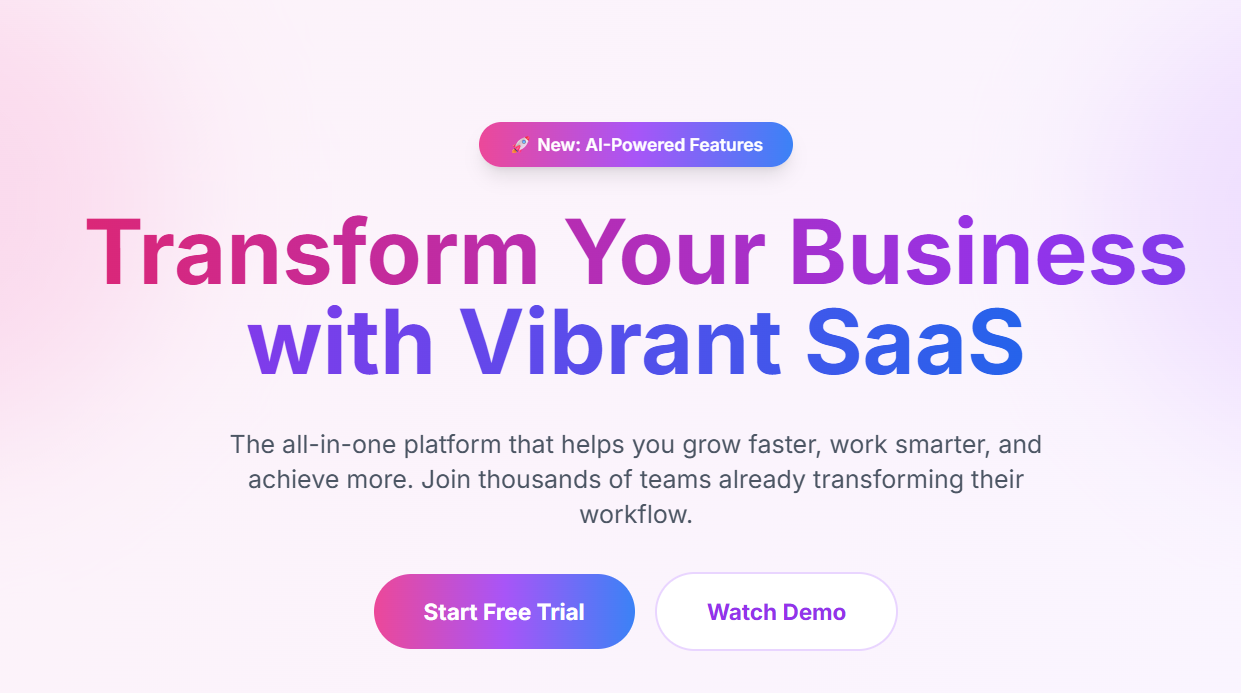 🚀 New: AI-Powered Features
Transform Your Business
with Vibrant SaaS
The all-in-one platform that helps you grow faster, work smarter, and
achieve more. Join thousands of teams already transforming their
workflow.
Start Free Trial
Watch Demo